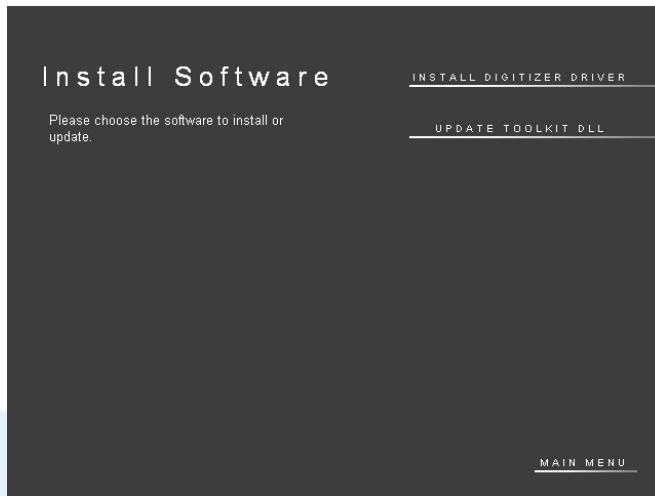 Install Software
INSTALL DIGITIZER DRIVER
Please choose the software to install or
update.
UPDATE TOOLKIT DLL
MAIN MENU